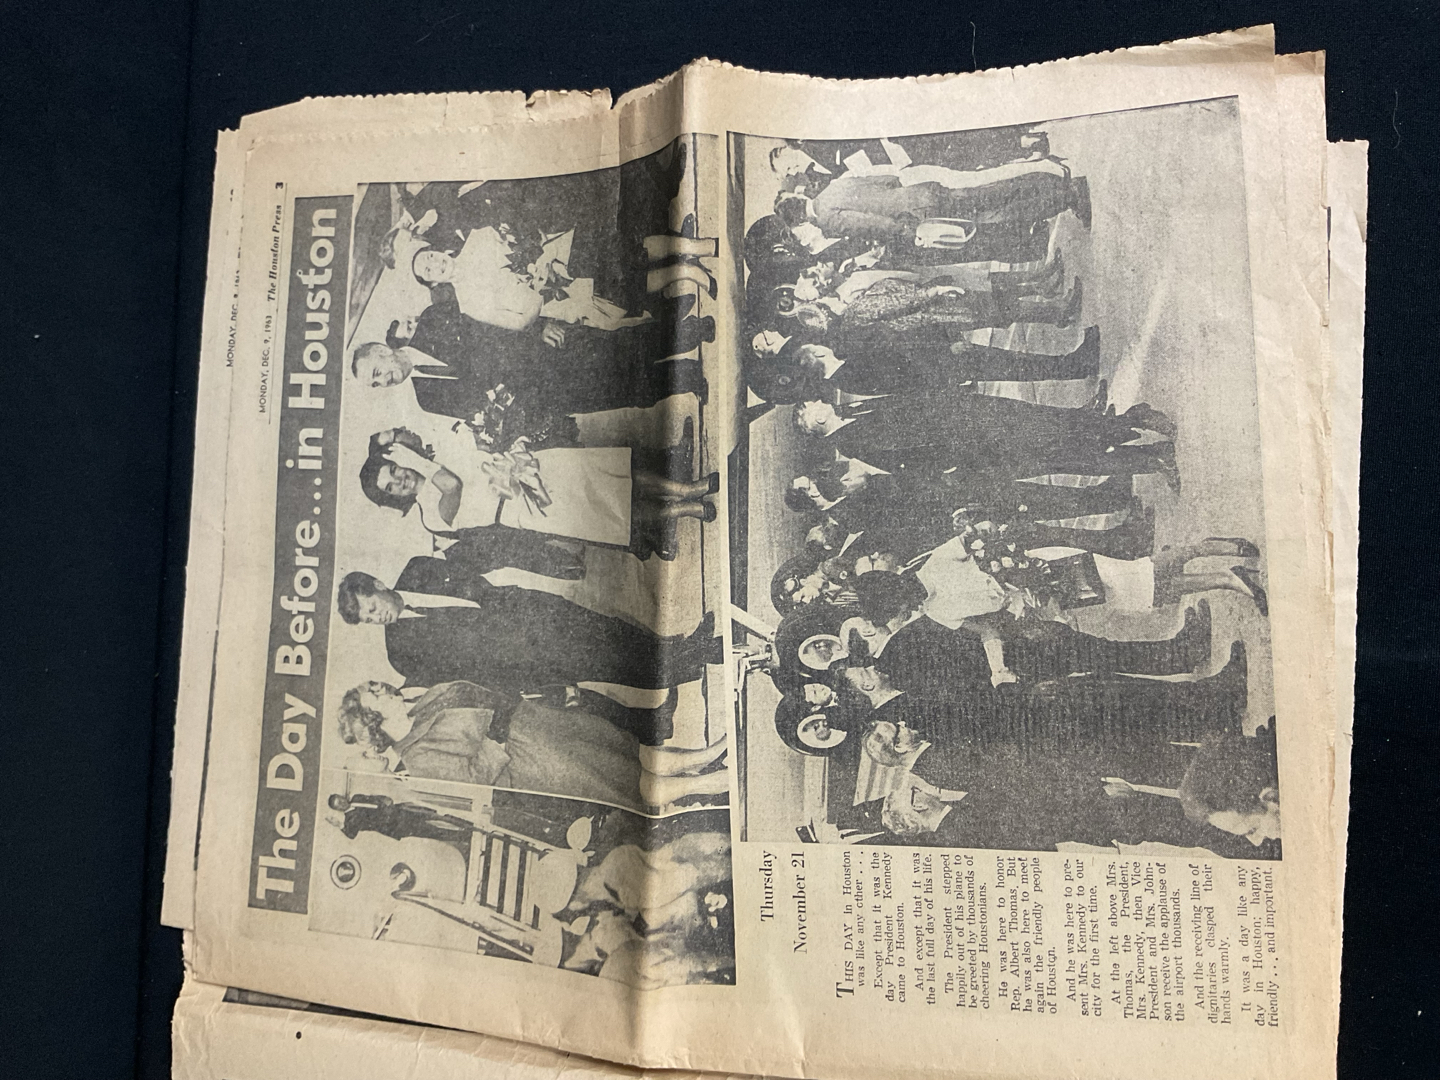 MONDAY, DEC. 9, 1963
MONDAY, DEC. 9, 1963 The Houston Press 3
The Day Before...in Houston
Thursday
November 21
THIS DAY in Houston
was like any other . . .
Except that it was the
day President Kennedy
came to Houston.
And except that it was
the last full day of his life.
The President stepped
happily out of his plane to
be greeted by thousands of
cheering Houstonians.
He was here to honor
Rep. Albert Thomas, But
he was also here to meet
again the friendly people
of Houston.
And he was here to pre-
sent Mrs. Kennedy to our
city for the first time.
At the left above Mrs.
Thomas, the President,
Mrs. Kennedy, then Vice
President and Mrs. John-
son receive the applause of
the airport thousands.
And the receiving line of
dignitaries clasped their
hands warmly.
It was a day like any
day in Houston; happy,
friendly . . . and important.